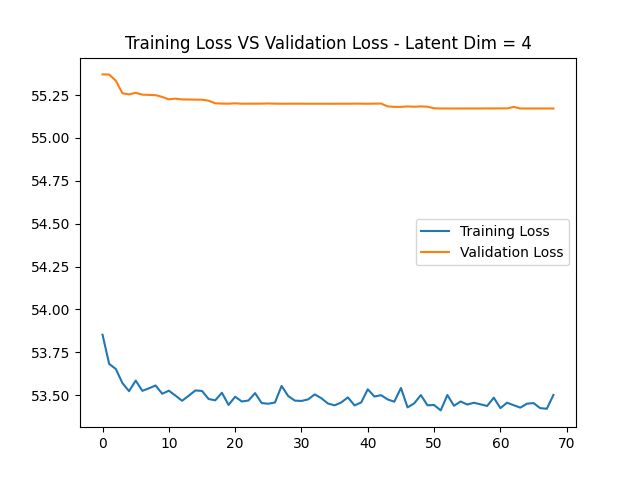 Training Loss VS Validation Loss - Latent Dim = 4
55.25
55.00
54.75
54.50
54.25
54.00
53.75
53.50
Training Loss
Validation Loss
0 10 20 30 40 50 60 70